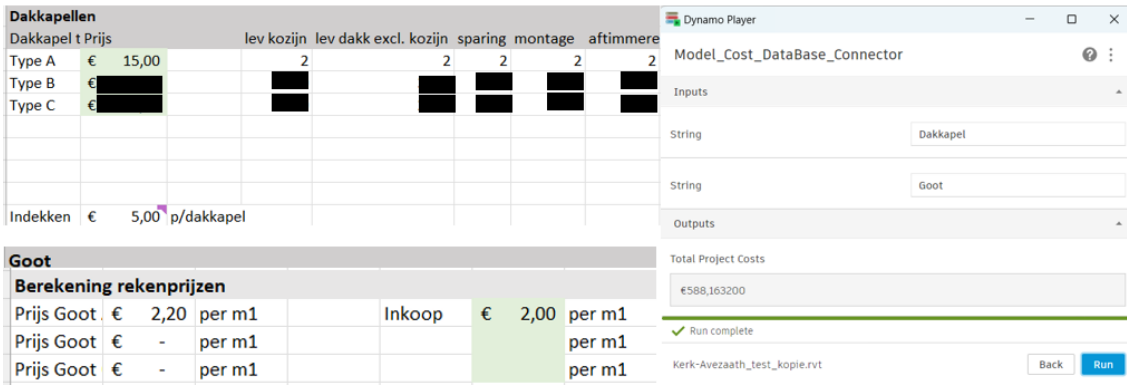 Dakkapellen
Dakkapel t Prijs lev kozijn lev dakk excl. kozijn sparing montage aftimmere
Type A € 15,00 2 2 2 2 2
Type B €
Type C €
Indekken € 5,00 p/dakkapel
Goot
Berekening rekenprijzen
Prijs Goot . € 2,20 per m1 Inkoop € 2,00 per m1
Prijs Goot € - per m1 per m1
Prijs Goot € - per m1 per m1
Dynamo Player
Model_Cost_DataBase_Connector
Inputs
String Dakkapel
String Goot
Outputs
Total Project Costs
€588,163200
Run complete
Kerk-Avezaath_test_kopie.rvt Back Run